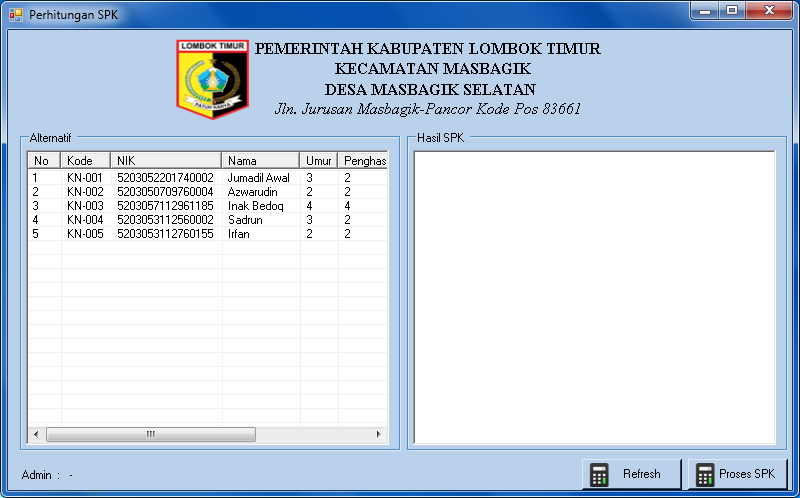 Perhitungan SPK
LOMBOK TIMUR
PATUH KARYA
PEMERINTAH KABUPATEN LOMBOK TIMUR
KECAMATAN MASBAGIK
DESA MASBAGIK SELATAN
Jln. Jurusan Masbagik-Pancor Kode Pos 83661
Alternatif
No Kode NIK Nama Umur Penghas
1 KN-001 5203052201740002 Jumadil Awal 3 2
2 KN-002 5203050709760004 Azwarudin 2 2
3 KN-003 5203057112961185 Inak Bedoq 4 4
4 KN-004 5203053112560002 Sadrun 3 2
5 KN-005 5203053112760155 Irfan 2 2
Hasil SPK
Admin : -
Refresh
Proses SPK